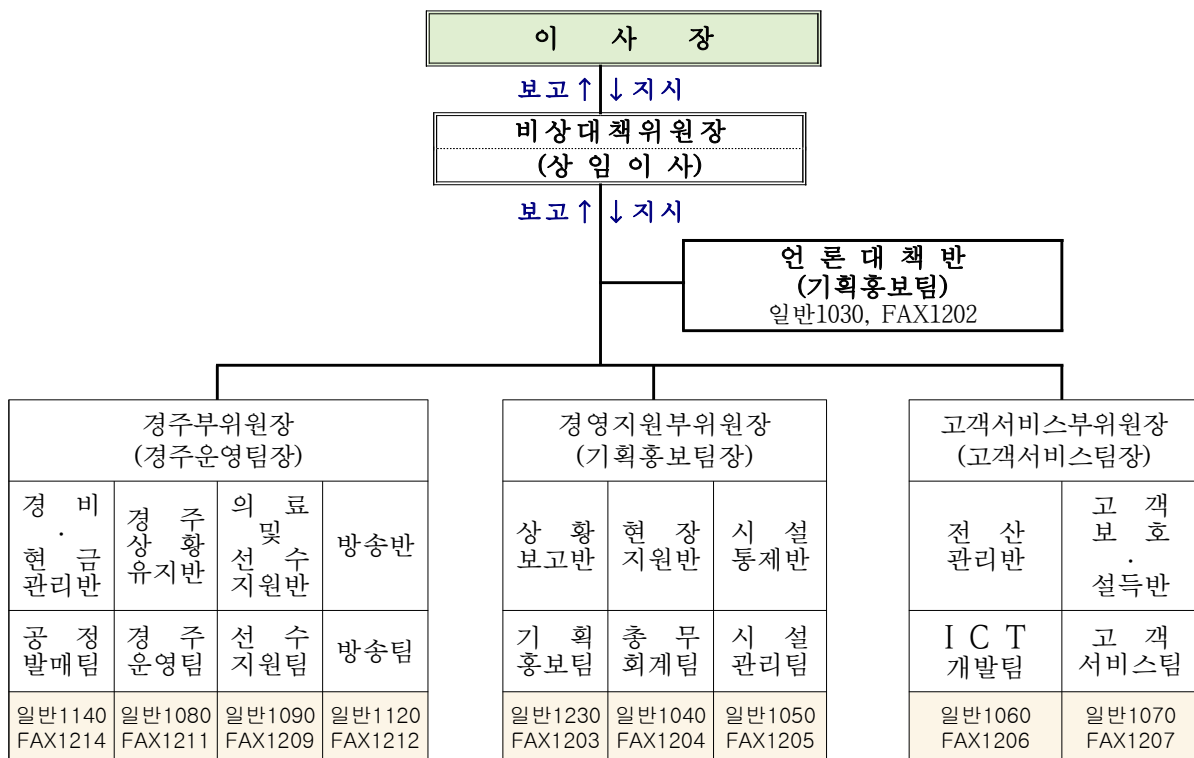 이 사 장
보고↑ ↓지시
비상대책위원장
(상 임 이 사)
보고↑ ↓지시
언 론 대 책 반
(기획홍보팀)
일반1030, FAX1202
경주부위원장
(경주운영팀장)
경 비
·
현 금
관리반
경 주
상 황
유지반
의 료
및
선 수
지원반
방송반
공 정
발매팀
경 주
운영팀
선 수
지원팀
방송팀
일반1140
FAX1214
일반1080
FAX1211
일반1090
FAX1209
일반1120
FAX1212
경영지원부위원장
(기획홍보팀장)
상 황
보고반
현 장
지원반
시 설
통제반
기 획
홍보팀
총 무
회계팀
시 설
관리팀
일반1230
FAX1203
일반1040
FAX1204
일반1050
FAX1205
고객서비스부위원장
(고객서비스팀장)
전 산
관리반
고 객
보 호
·
설득반
I C T
개발팀
고 객
서비스팀
일반1060
FAX1206
일반1070
FAX1207